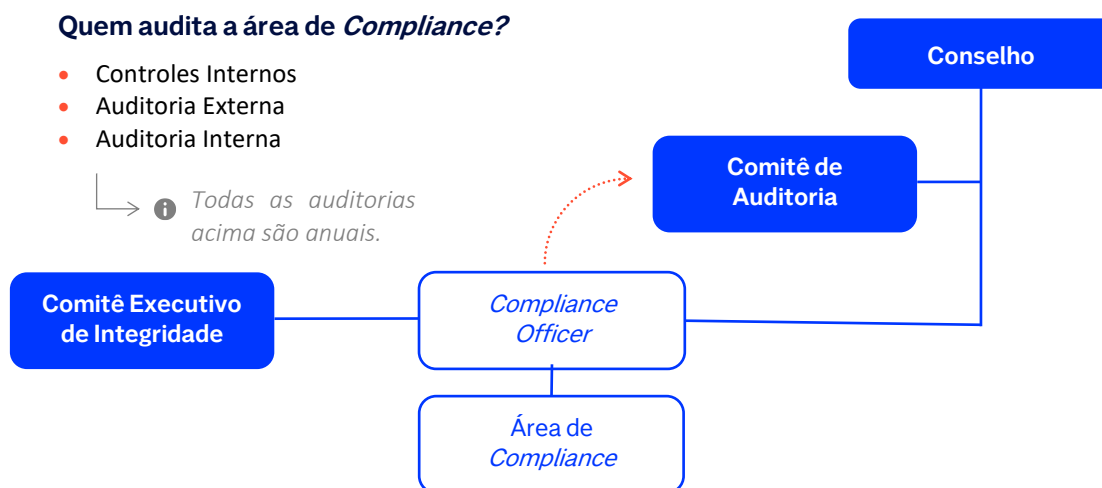 Quem audita a área de Compliance?
• Controles Internos
• Auditoria Externa
• Auditoria Interna
Todas as auditorias
acima são anuais.
Conselho
Comitê de
Auditoria
Comitê Executivo
de Integridade
Compliance
Officer
Área de
Compliance